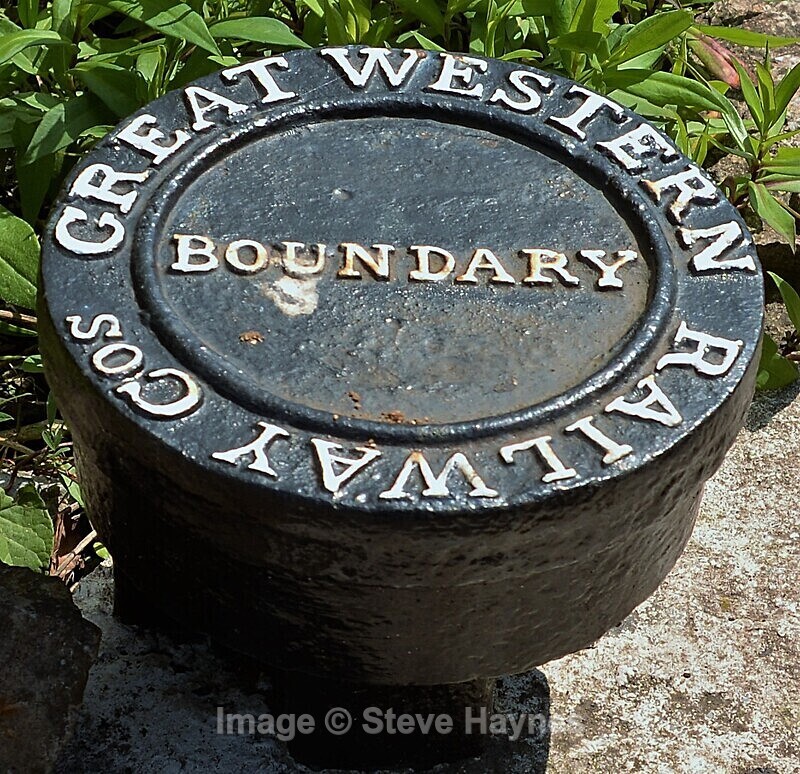 GREAT WESTERN RAILWAY COS
BOUNDARY
Image © Steve Haynes